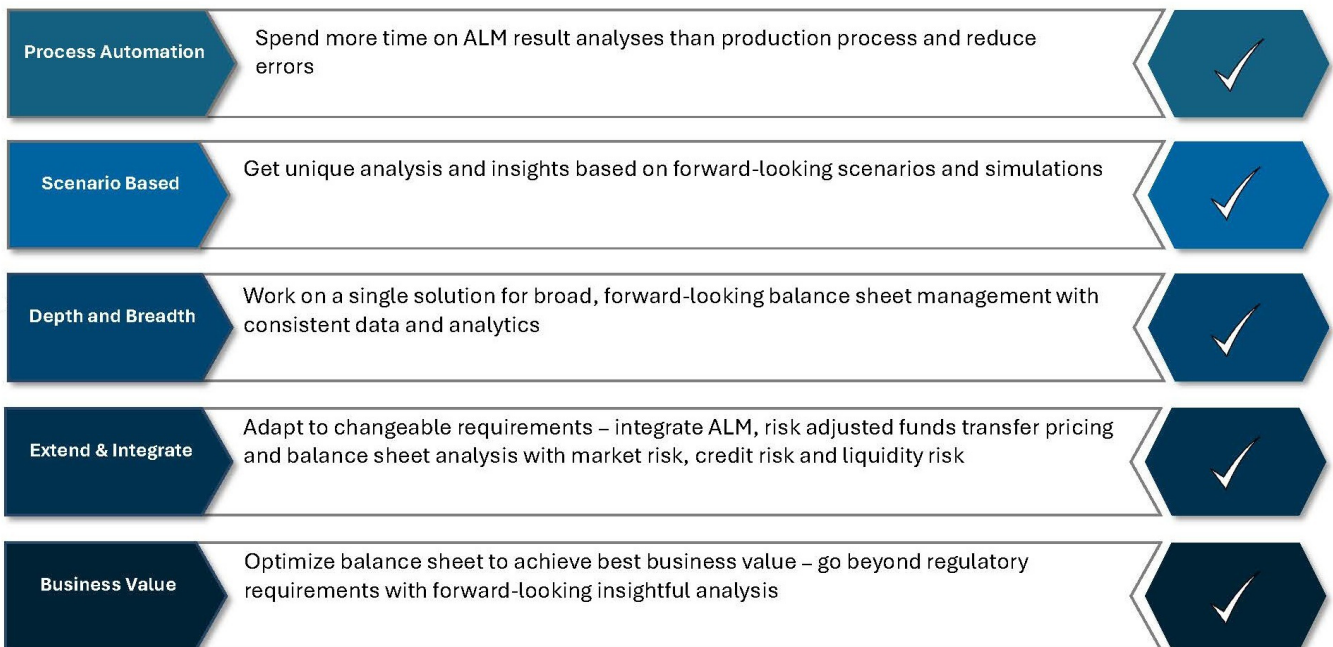 Process Automation
Spend more time on ALM result analyses than production process and reduce
errors
Scenario Based
Get unique analysis and insights based on forward-looking scenarios and simulations
Depth and Breadth
Work on a single solution for broad, forward-looking balance sheet management with
consistent data and analytics
Extend & Integrate
Adapt to changeable requirements – integrate ALM, risk adjusted funds transfer pricing
and balance sheet analysis with market risk, credit risk and liquidity risk
Business Value
Optimize balance sheet to achieve best business value – go beyond regulatory
requirements with forward-looking insightful analysis